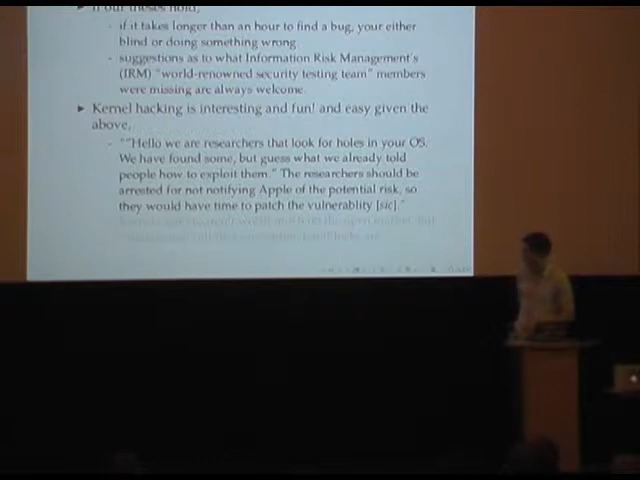 if our theses hold,
- if it takes longer than an hour to find a bug, your either
blind or doing something wrong
- suggestions as to what Information Risk Management's
(IRM) "world-renowned security testing team" members
were missing are always welcome.
▶ Kernel hacking is interesting and fun! and easy given the
above,
- ""Hello we are researchers that look for holes in your OS.
We have found some, but guess what we already told
people how to exploit them." The researchers should be
arrested for not notifying Apple of the potential risk, so
they would have time to patch the vulnerablity [sic]."